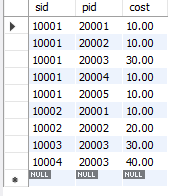 sid pid cost
10001 20001 10.00
10001 20002 10.00
10001 20003 30.00
10001 20004 10.00
10001 20005 10.00
10002 20001 10.00
10002 20002 20.00
10003 20003 30.00
10004 20003 40.00
NULL NULL NULL